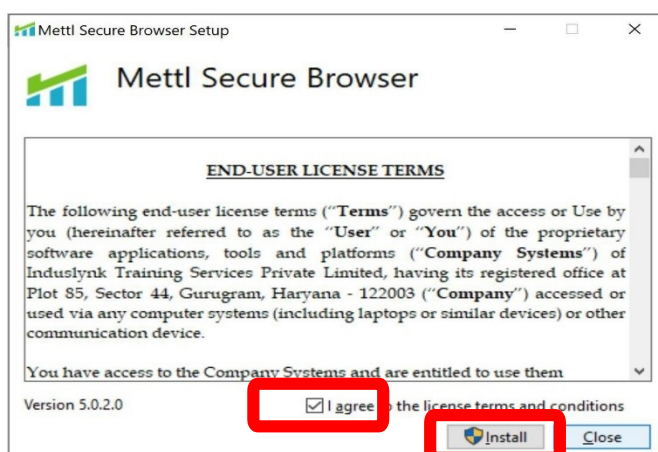 Mettl Secure Browser Setup
Mettl Secure Browser
END-USER LICENSE TERMS
The following end-user license terms ("Terms") govern the access or Use by
you (hereinafter referred to as the "User" or "You") of the proprietary
software applications, tools and platforms ("Company Systems") of
Induslynk Training Services Private Limited, having its registered office at
Plot 85, Sector 44, Gurugram, Haryana - 122003 ("Company") accessed or
used via any computer systems (including laptops or similar devices) or other
communication device.
You have access to the Company Systems and are entitled to use them
Version 5.0.2.0
I agree the license terms and conditions
Install
Close